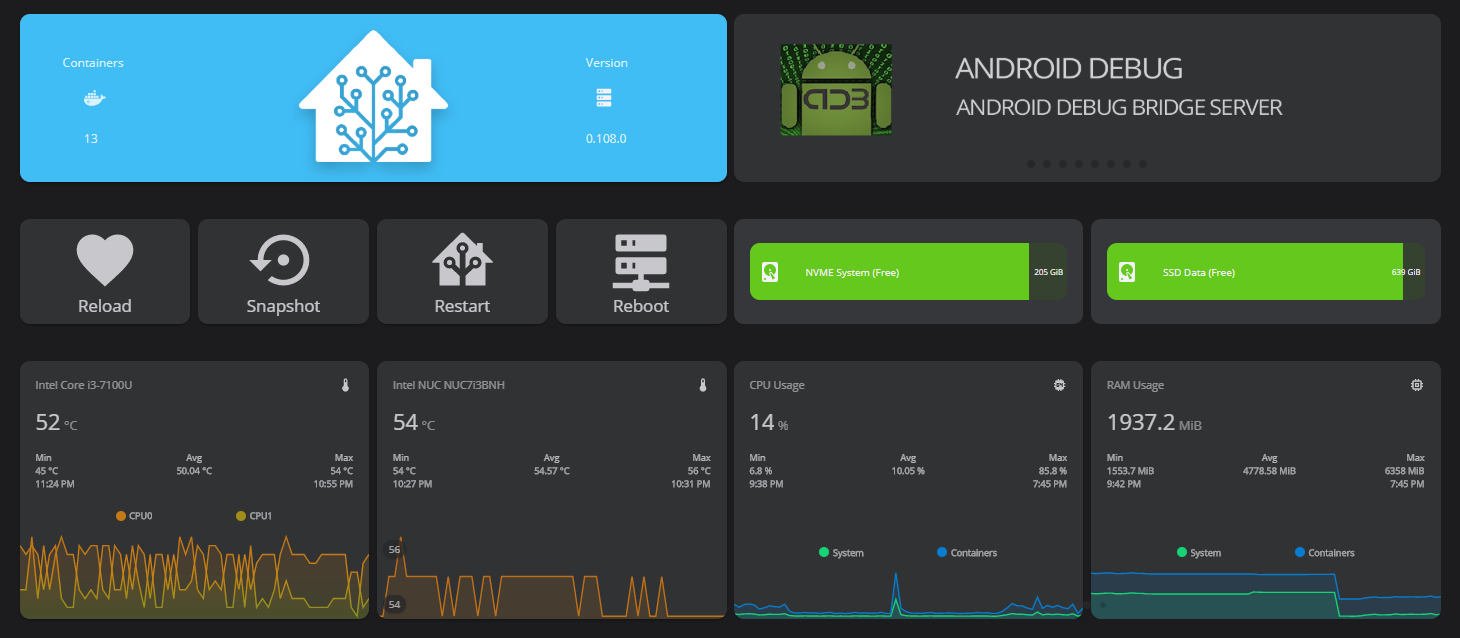 Containers
Version
13
0.108.0
ANDROID DEBUG
ANDROID DEBUG BRIDGE SERVER
Reload
Snapshot
Restart
Reboot
NVME System (Free)
205 GiB
SSD Data (Free)
639 GiB
Intel Core i3-7100U
52 °C
Min
Avg
Max
45 °C
50.04 °C
54 °C
11:24 PM
10:55 PM
CPU0
CPU1
Intel NUC NUC7i3BNH
54 °C
Min
Avg
Max
54 °C
54.57 °C
56 °C
10:27 PM
10:31 PM
56
54
CPU Usage
14 %
Min
Avg
Max
6.8 %
10.05 %
85.8 %
9:38 PM
7:45 PM
System
Containers
RAM Usage
1937.2 MiB
Min
Avg
Max
1553.7 MiB
4778.58 MiB
6358 MiB
9:42 PM
7:45 PM
System
Containers